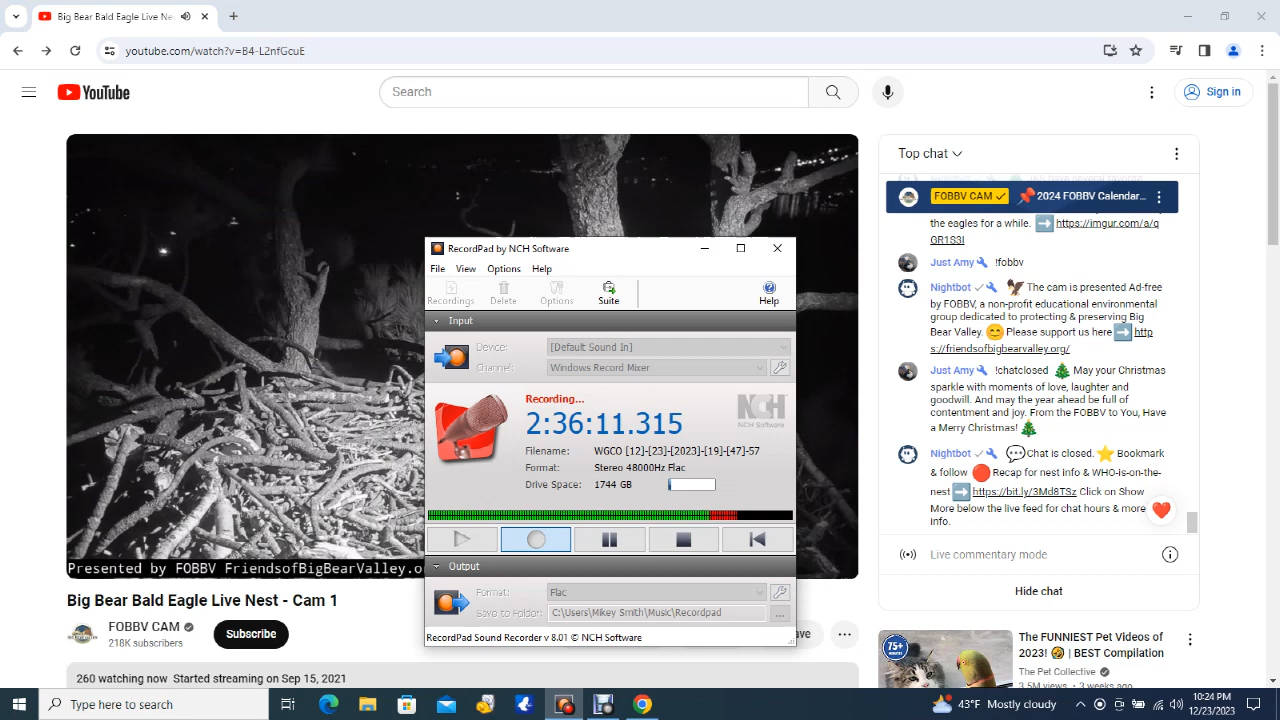 Big Bear Bald Eagle Live Ne
youtube.com/watch?v=B4-L2nfGcuE
YouTube
Search
Sign in
Presented by FOBBV FriendsofBigBearValley.o
Big Bear Bald Eagle Live Nest - Cam 1
FOBBV CAM
218K subscribers
Subscribe
ave
260 watching now Started streaming on Sep 15, 2021
RecordPad by NCH Software
File View Options Help
Recordings Delete Options Suite Help
Input
Device: [Default Sound In]
Channel: Windows Record Mixer
Recording...
2:36:11.315
NCH
NCH Software
Filename: WGCO [12]-[23]-[2023]-[19]-[47]-57
Format: Stereo 48000Hz Flac
Drive Space: 1744 GB
Output
Format: Flac
Save to Folder: C:\Users\Mikey Smith\Music\Recordpad ...
RecordPad Sound Recorder v 8.01 © NCH Software
Top chat
FOBBV CAM 📌2024 FOBBV Calendar...
the eagles for a while. ➡️ https://imgur.com/a/q
GR1S3I
Just Amy !fobbv
Nightbot 🦅 The cam is presented Ad-free
by FOBBV, a non-profit educational environmental
group dedicated to protecting & preserving Big
Bear Valley. 😊 Please support us here ➡️ http
s://friendsofbigbearvalley.org/
Just Amy !chatclosed 🎄 May your Christmas
sparkle with moments of love, laughter and
goodwill. And may the year ahead be full of
contentment and joy. From the FOBBV to You, Have
a Merry Christmas! 🎄
Nightbot 💬Chat is closed. ⭐ Bookmark
& follow 🔴 Recap for nest info & WHO-is-on-the-
nest ➡️ https://bit.ly/3Md8TSz Click on Show
More below the live feed for chat hours & more
info.
Live commentary mode
Hide chat
75+
The FUNNIEST Pet Videos of
2023! 🤣 | BEST Compilation
The Pet Collective
3.5M views • 3 weeks ago
Type here to search
43°F Mostly cloudy
10:24 PM
12/23/2023